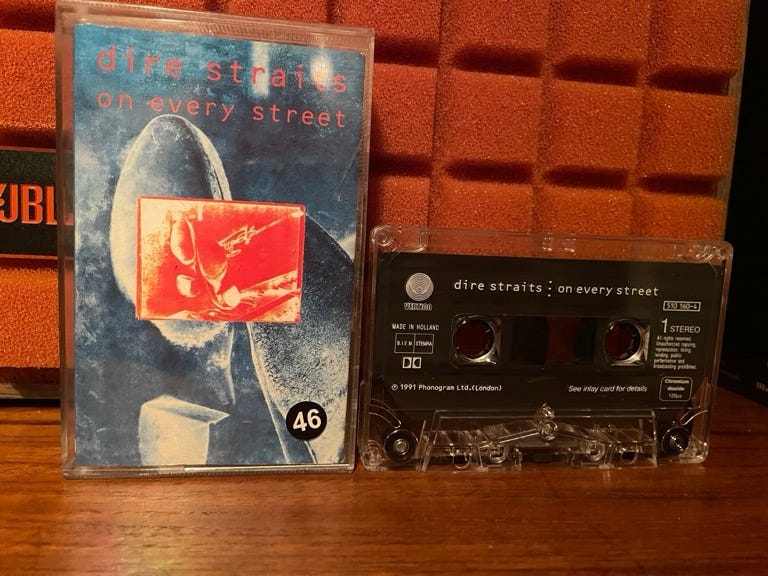 dire straits
on every street
JBL
46
VERTIGO
dire straits : on every street
510 160-4
MADE IN HOLLAND
B.I.E.M
STEMRA
1 STEREO
All rights reserved.
Unauthorized copying,
reproduction, hiring,
lending, public
performance and
broadcasting prohibited.
℗ 1991 Phonogram Ltd.(London)
See inlay card for details
Chromium
dioxide
120µs